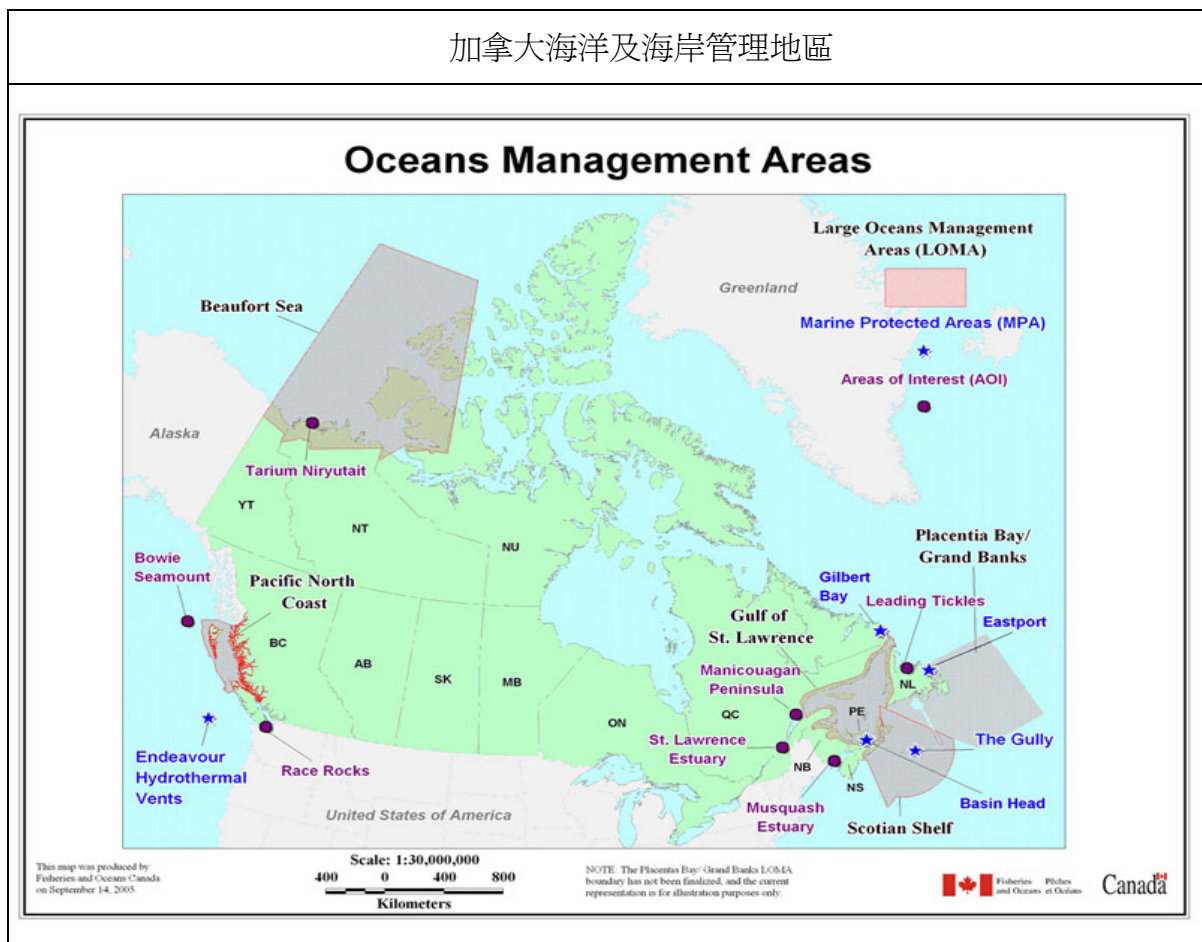 加拿大海洋及海岸管理地區
Oceans Management Areas
Large Oceans Management
Areas (LOMA)
Greenland
Beaufort Sea
Marine Protected Areas (MPA)
Areas of Interest (AOI)
Alaska
Tarium Niryutait
YT
NT
NU
Placentia Bay/
Grand Banks
Bowie
Seamount
Pacific North
Coast
Gilbert
Bay
Leading Tickles
Gulf of
St. Lawrence
Eastport
BC
AB
SK
MB
Manicouagan
Peninsula
NL
ON
QC
PE
St. Lawrence
Estuary
The Gully
Endeavour
Hydrothermal
Vents
Race Rocks
NB
NS
Basin Head
United States of America
Musquash
Estuary
Scotian Shelf
This map was produced by
Fisheries and Oceans Canada
on September 14, 2005.
Scale: 1:30,000,000
400 0 400 800
Kilometers
NOTE: The Placentia Bay/ Grand Banks LOMA
boundary has not been finalized, and the current
representation is for illustration purposes only.
Fisheries and Oceans
Pêches et Océans
Canada